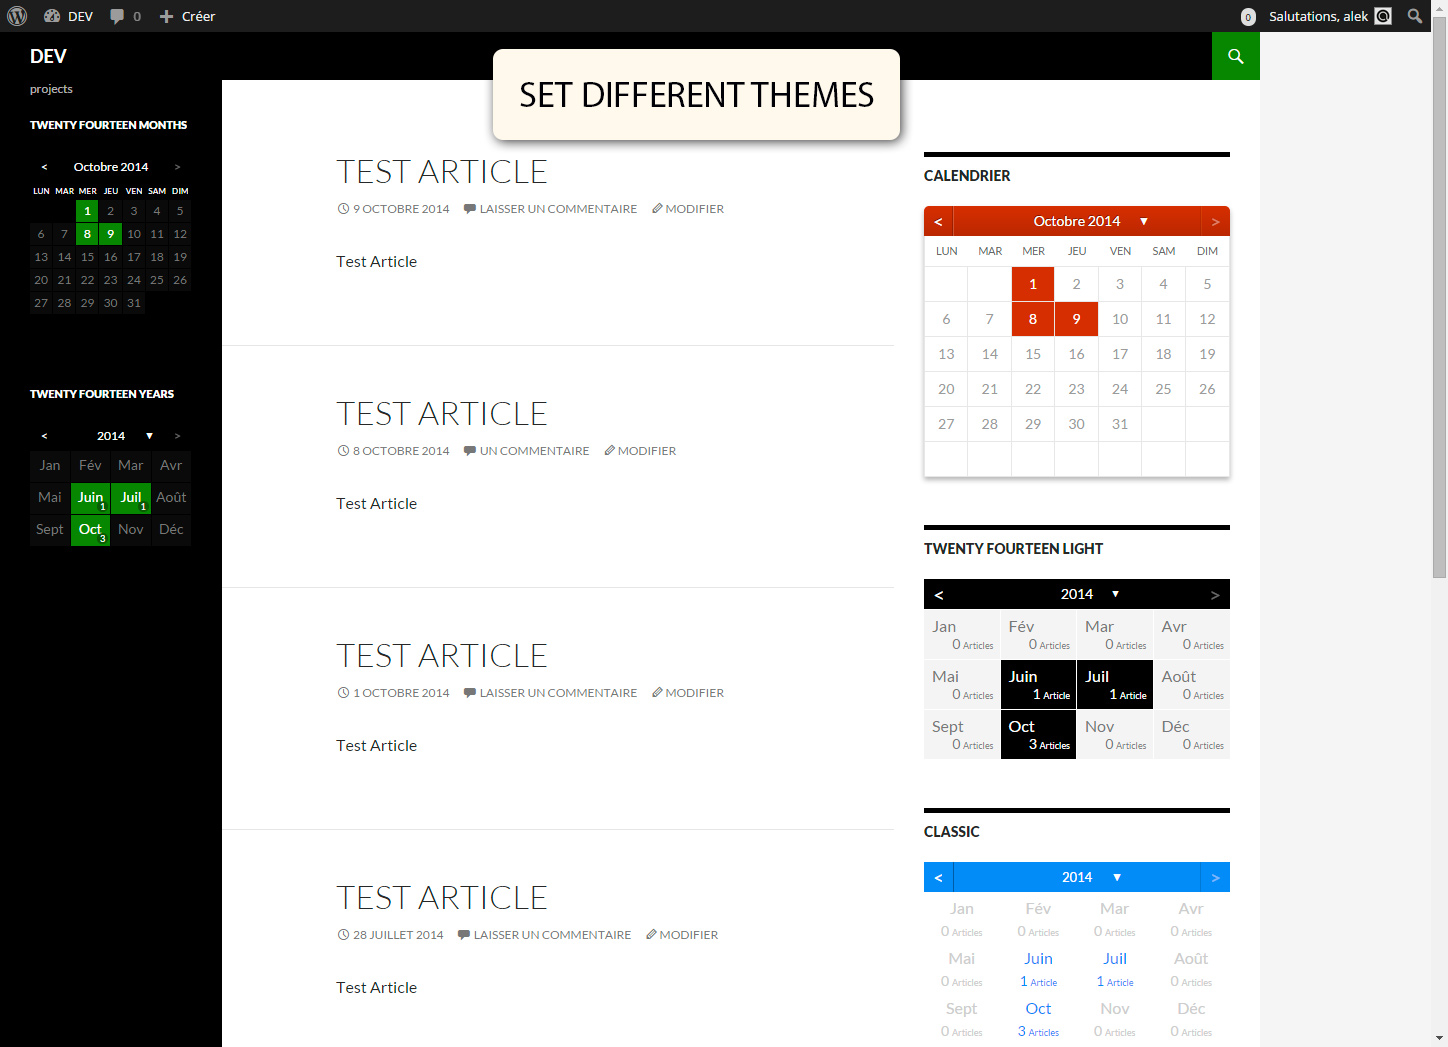 DEV 0 + Créer 0 Salutations, alek
DEV
SET DIFFERENT THEMES
projects
TWENTY FOURTEEN MONTHS
< Octobre 2014 >
LUN MAR MER JEU VEN SAM DIM
1 2 3 4 5
6 7 8 9 10 11 12
13 14 15 16 17 18 19
20 21 22 23 24 25 26
27 28 29 30 31
TWENTY FOURTEEN YEARS
< 2014 ▼ >
Jan Fév Mar Avr
Mai Juin 1 Juil 1 Août
Sept Oct 3 Nov Déc
TEST ARTICLE
9 OCTOBRE 2014 LAISSER UN COMMENTAIRE MODIFIER
Test Article
TEST ARTICLE
8 OCTOBRE 2014 UN COMMENTAIRE MODIFIER
Test Article
TEST ARTICLE
1 OCTOBRE 2014 LAISSER UN COMMENTAIRE MODIFIER
Test Article
TEST ARTICLE
28 JUILLET 2014 LAISSER UN COMMENTAIRE MODIFIER
Test Article
CALENDRIER
< Octobre 2014 ▼ >
LUN MAR MER JEU VEN SAM DIM
1 2 3 4 5
6 7 8 9 10 11 12
13 14 15 16 17 18 19
20 21 22 23 24 25 26
27 28 29 30 31
TWENTY FOURTEEN LIGHT
< 2014 ▼ >
Jan Fév Mar Avr
0 Articles 0 Articles 0 Articles 0 Articles
Mai Juin Juil Août
0 Articles 1 Article 1 Article 0 Articles
Sept Oct Nov Déc
0 Articles 3 Articles 0 Articles 0 Articles
CLASSIC
< 2014 ▼ >
Jan Fév Mar Avr
0 Articles 0 Articles 0 Articles 0 Articles
Mai Juin Juil Août
0 Articles 1 Article 1 Article 0 Articles
Sept Oct Nov Déc
0 Articles 3 Articles 0 Articles 0 Articles